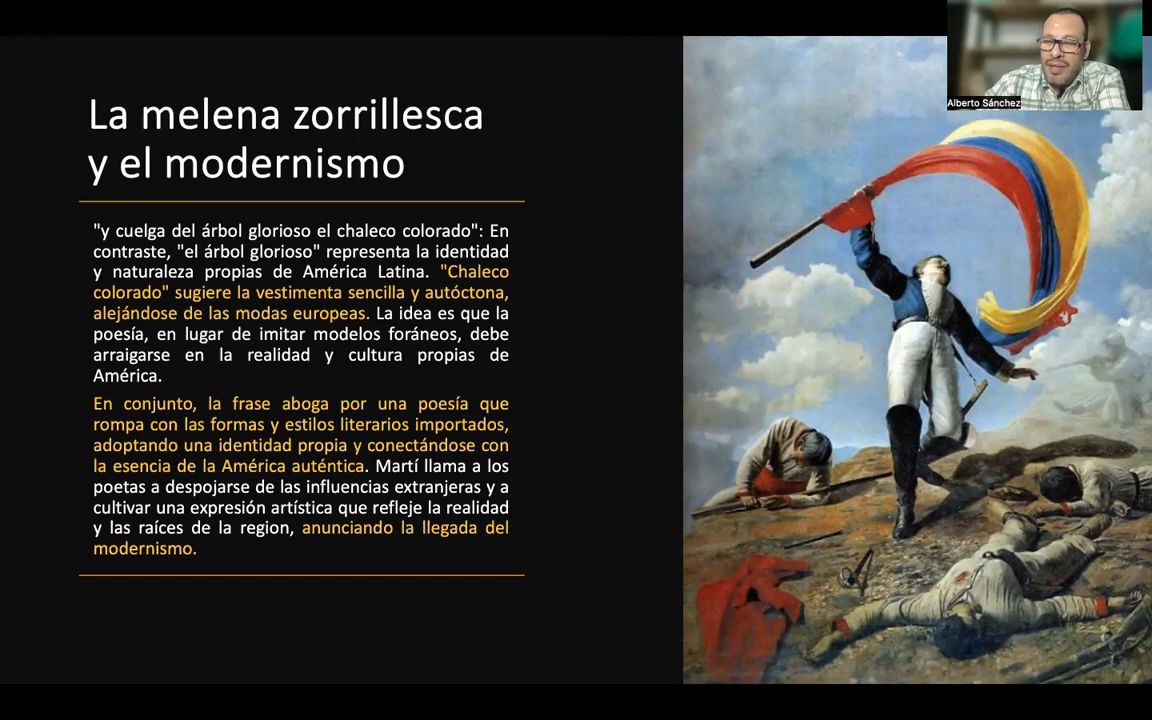 La melena zorrillesca
y el modernismo
"y cuelga del árbol glorioso el chaleco colorado": En
contraste, "el árbol glorioso" representa la identidad
y naturaleza propias de América Latina. "Chaleco
colorado" sugiere la vestimenta sencilla y autóctona,
alejándose de las modas europeas. La idea es que la
poesía, en lugar de imitar modelos foráneos, debe
arraigarse en la realidad y cultura propias de
América.
En conjunto, la frase aboga por una poesía que
rompa con las formas y estilos literarios importados,
adoptando una identidad propia y conectándose con
la esencia de la América auténtica. Martí llama a los
poetas a despojarse de las influencias extranjeras y a
cultivar una expresión artística que refleje la realidad
y las raíces de la region, anunciando la llegada del
modernismo.
Alberto Sánchez